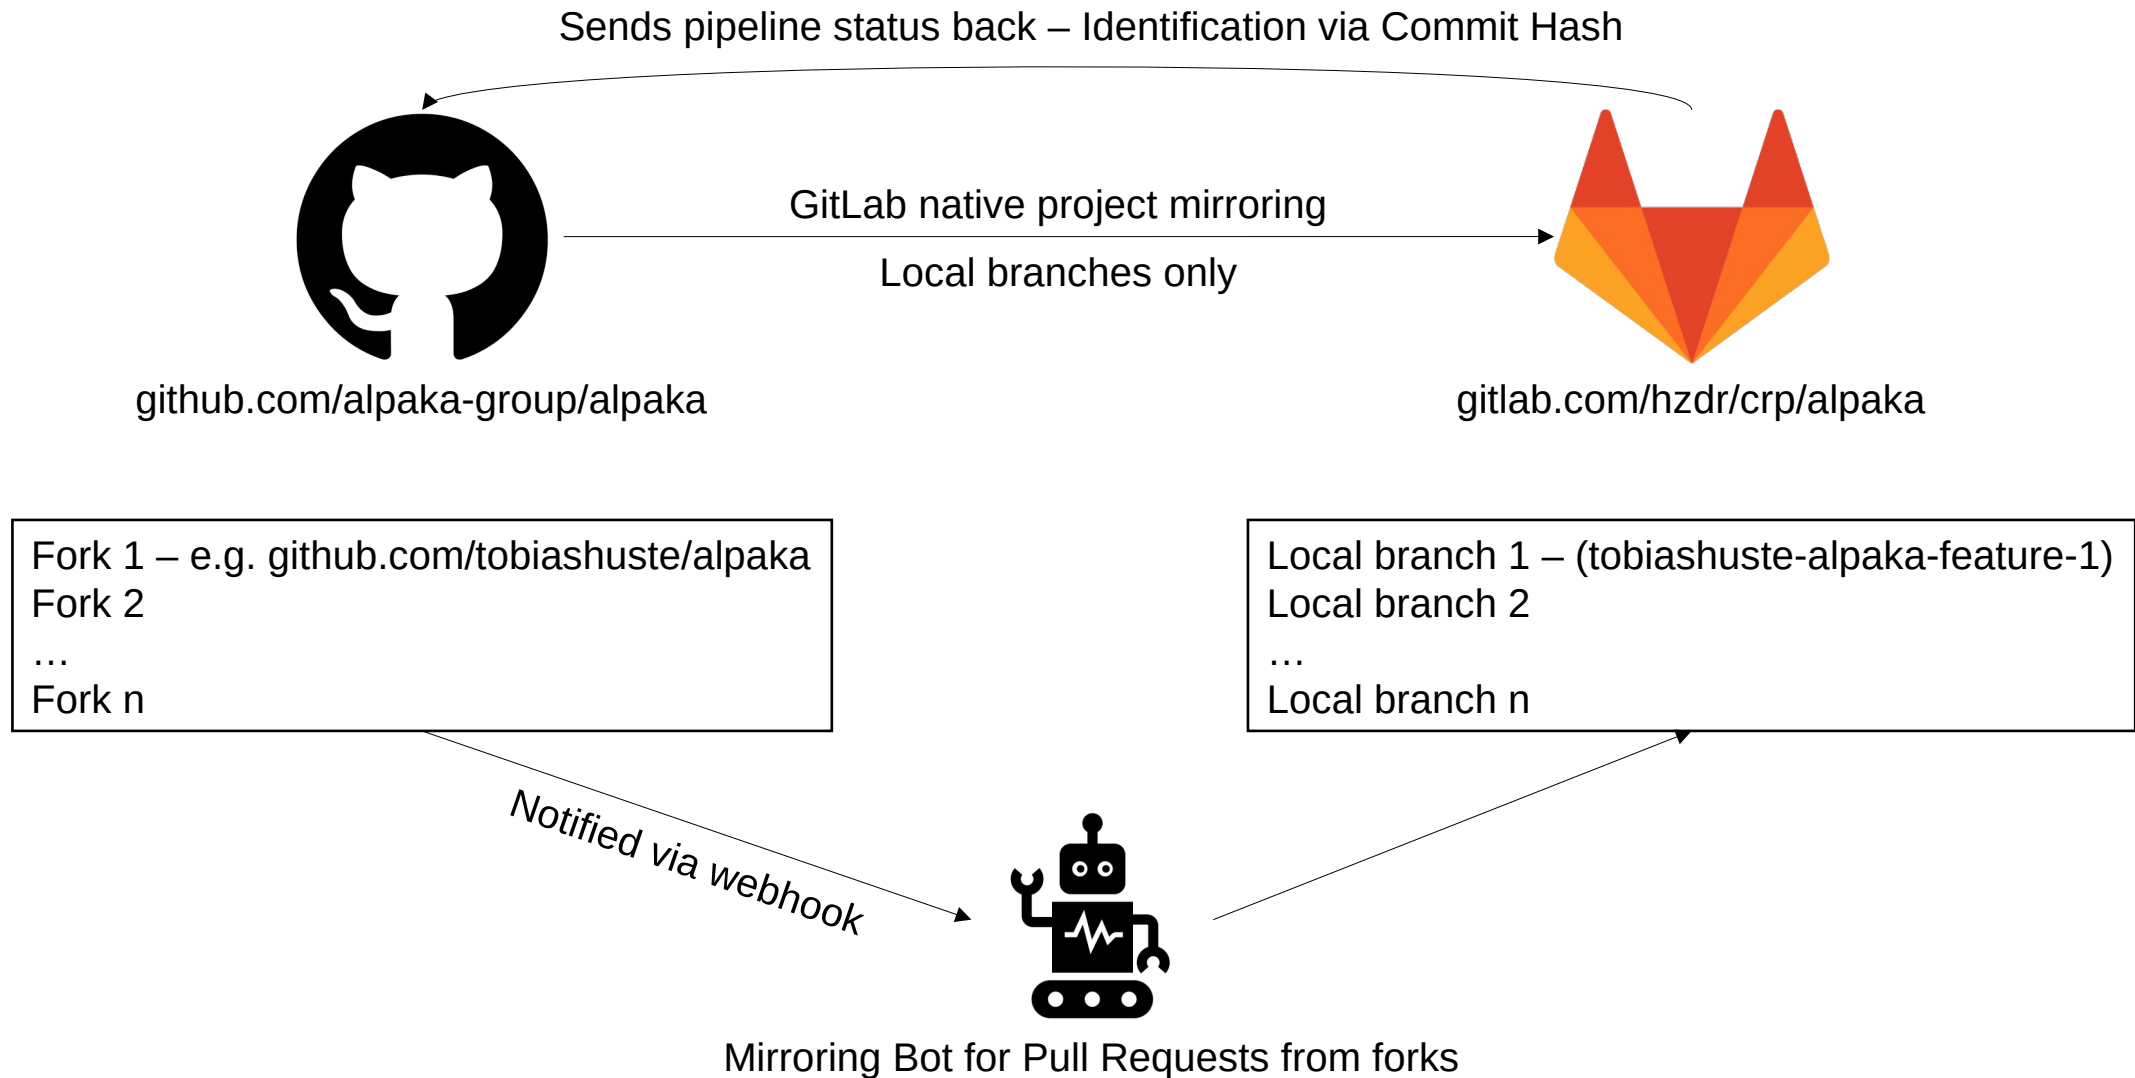 Sends pipeline status back – Identification via Commit Hash
GitLab native project mirroring
Local branches only
github.com/alpaka-group/alpaka
gitlab.com/hzdr/crp/alpaka
Fork 1 – e.g. github.com/tobiashuste/alpaka
Fork 2
…
Fork n
Local branch 1 – (tobiashuste-alpaka-feature-1)
Local branch 2
…
Local branch n
Notified via webhook
Mirroring Bot for Pull Requests from forks